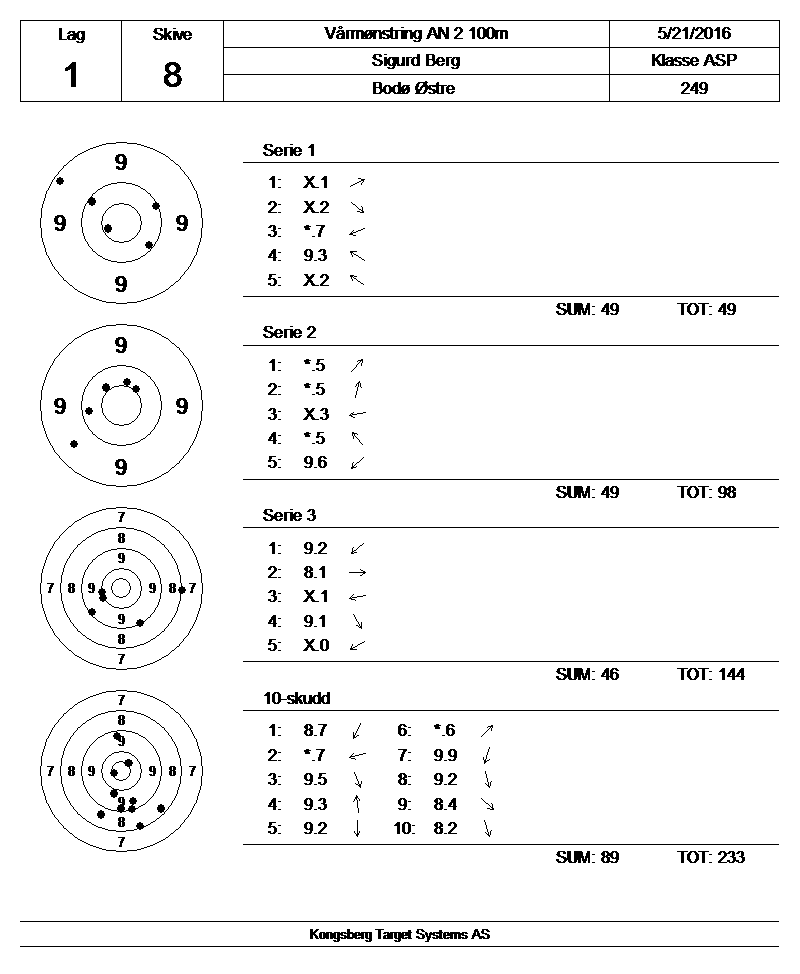 Lag Skive Vårmønstring AN 2 100m 5/21/2016
1 8 Sigurd Berg Klasse ASP
Bodø Østre 249
Serie 1
9
1: X.1
2: X.2
9 9
3: *.7
4: 9.3
5: X.2
9
SUM: 49 TOT: 49
Serie 2
9
1: *.5
2: *.5
9 9
3: X.3
4: *.5
5: 9.6
9
SUM: 49 TOT: 98
Serie 3
7
8
1: 9.2
9
2: 8.1
7 8 9 9 8 7
3: X.1
4: 9.1
9
8
5: X.0
7
SUM: 46 TOT: 144
10-skudd
7
8
1: 8.7 6: *.6
9
2: *.7 7: 9.9
7 8 9 9 8 7
3: 9.5 8: 9.2
9
4: 9.3 9: 8.4
8
5: 9.2 10: 8.2
7
SUM: 89 TOT: 233
Kongsberg Target Systems AS